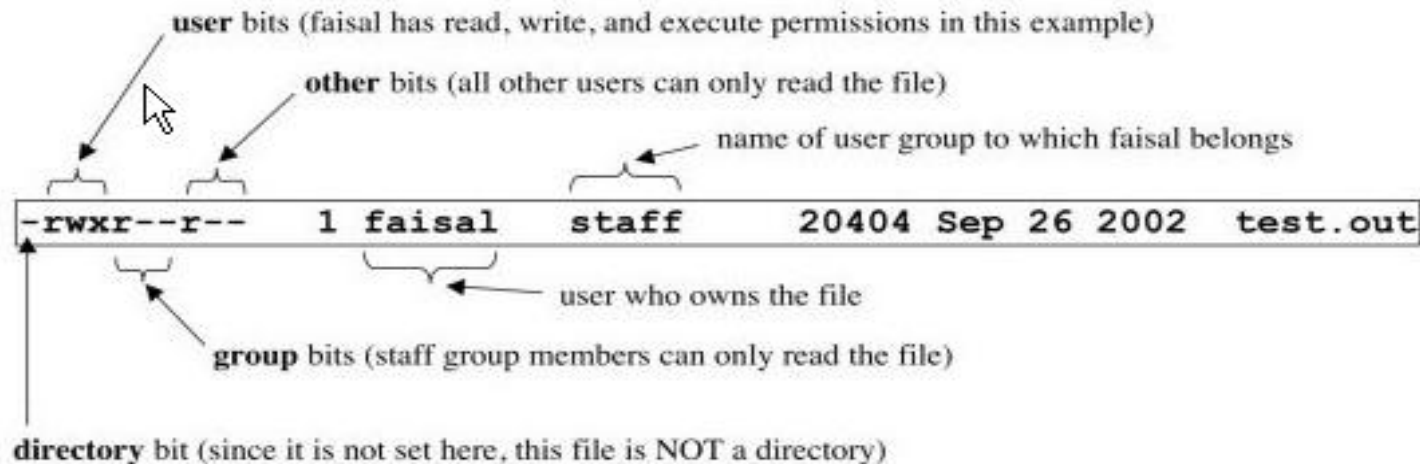 user bits (faisal has read, write, and execute permissions in this example)
other bits (all other users can only read the file)
name of user group to which faisal belongs
-rwxr--r-- 1 faisal staff 20404 Sep 26 2002 test.out
user who owns the file
group bits (staff group members can only read the file)
directory bit (since it is not set here, this file is NOT a directory)